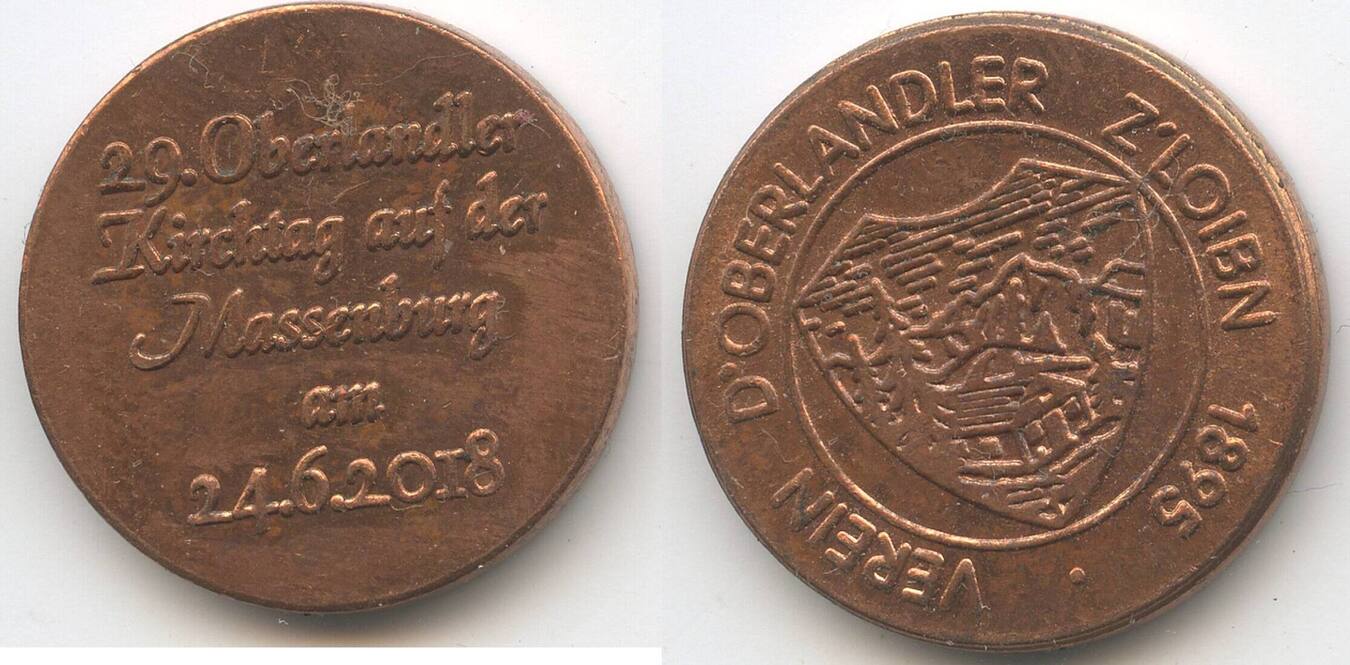 29. Oberlandler
Kirchtag auf der
Massenburg
am
24.6.2018
VEREIN D'OBERLANDLER Z'LOIBN 1895 •